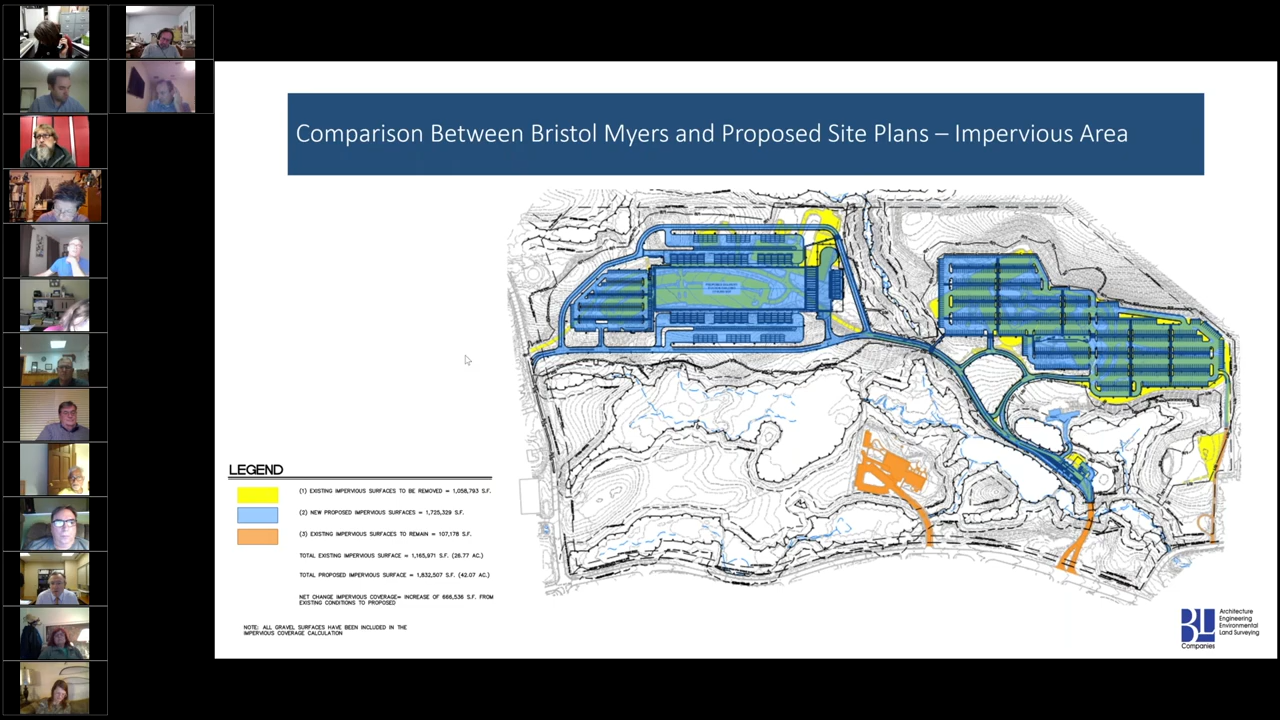 Comparison Between Bristol Myers and Proposed Site Plans – Impervious Area
LEGEND
(1) EXISTING IMPERVIOUS SURFACES TO BE REMOVED = 1,058,793 S.F.
(2) NEW PROPOSED IMPERVIOUS SURFACES = 1,725,329 S.F.
(3) EXISTING IMPERVIOUS SURFACES TO REMAIN = 107,178 S.F.
TOTAL EXISTING IMPERVIOUS SURFACE = 1,165,971 S.F. (26.77 AC.)
TOTAL PROPOSED IMPERVIOUS SURFACE = 1,832,507 S.F. (42.07 AC.)
NET CHANGE IMPERVIOUS COVERAGE= INCREASE OF 666,536 S.F. FROM
EXISTING CONDITIONS TO PROPOSED
NOTE: ALL GRAVEL SURFACES HAVE BEEN INCLUDED IN THE
IMPERVIOUS COVERAGE CALCULATION
BL
Companies
Architecture
Engineering
Environmental
Land Surveying